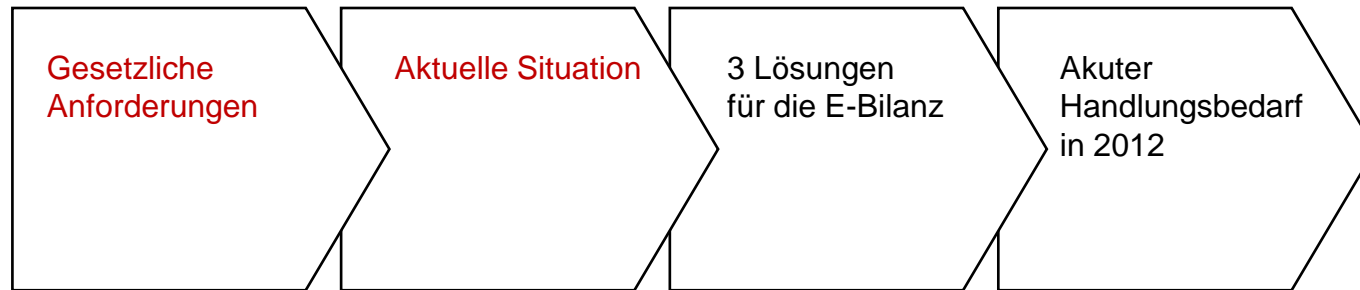 Gesetzliche
Anforderungen
Aktuelle Situation
3 Lösungen
für die E-Bilanz
Akuter
Handlungsbedarf
in 2012